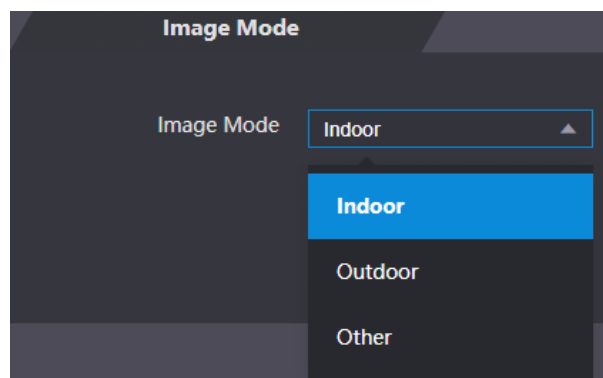 Image Mode
Image Mode Indoor
Indoor
Outdoor
Other